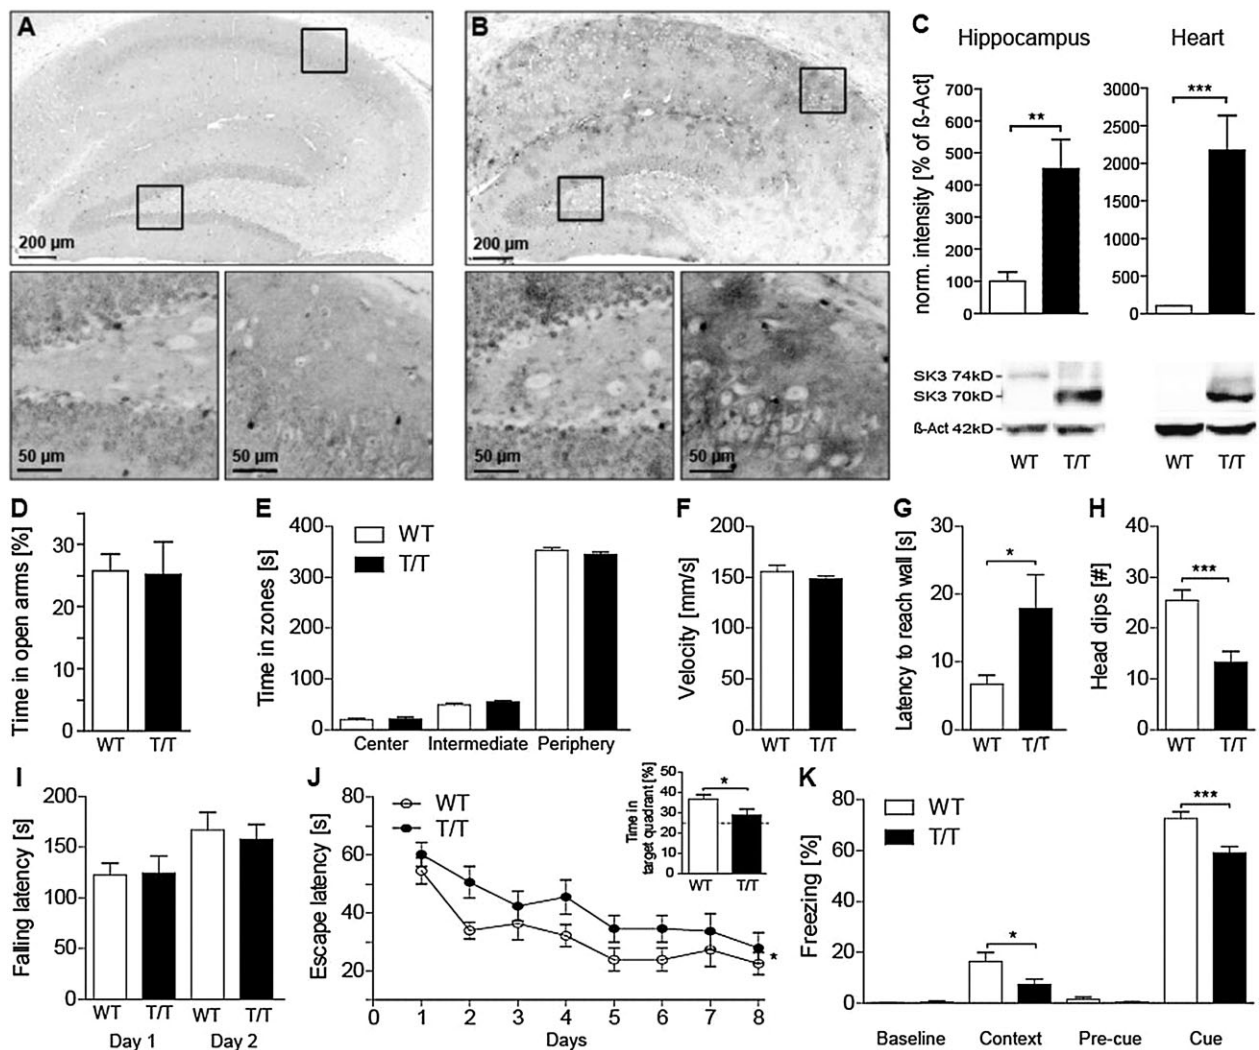 A
200 µm
50 µm
50 µm
B
200 µm
50 µm
50 µm
C
Hippocampus
Heart
norm. intensity [% of ß-Act]
700
600
500
400
300
200
100
0
**
3000
2500
2000
1500
1000
500
0
***
SK3 74kD
SK3 70kD
ß-Act 42kD
WT
T/T
WT
T/T
D
Time in open arms [%]
30
20
10
0
WT
T/T
E
Time in zones [s]
400
300
200
100
0
WT
T/T
Center
Intermediate
Periphery
F
Velocity [mm/s]
200
150
100
50
0
WT
T/T
G
Latency to reach wall [s]
30
20
10
0
*
WT
T/T
H
Head dips [#]
40
30
20
10
0
***
WT
T/T
I
Falling latency [s]
200
150
100
50
0
WT
T/T
WT
T/T
Day 1
Day 2
J
Escape latency [s]
80
60
40
20
WT
T/T
*
0 1 2 3 4 5 6 7 8
Days
Time in
target quadrant [%]
50
40
30
20
10
0
*
WT
T/T
K
Freezing [%]
80
60
40
20
0
WT
T/T
*
***
Baseline
Context
Pre-cue
Cue